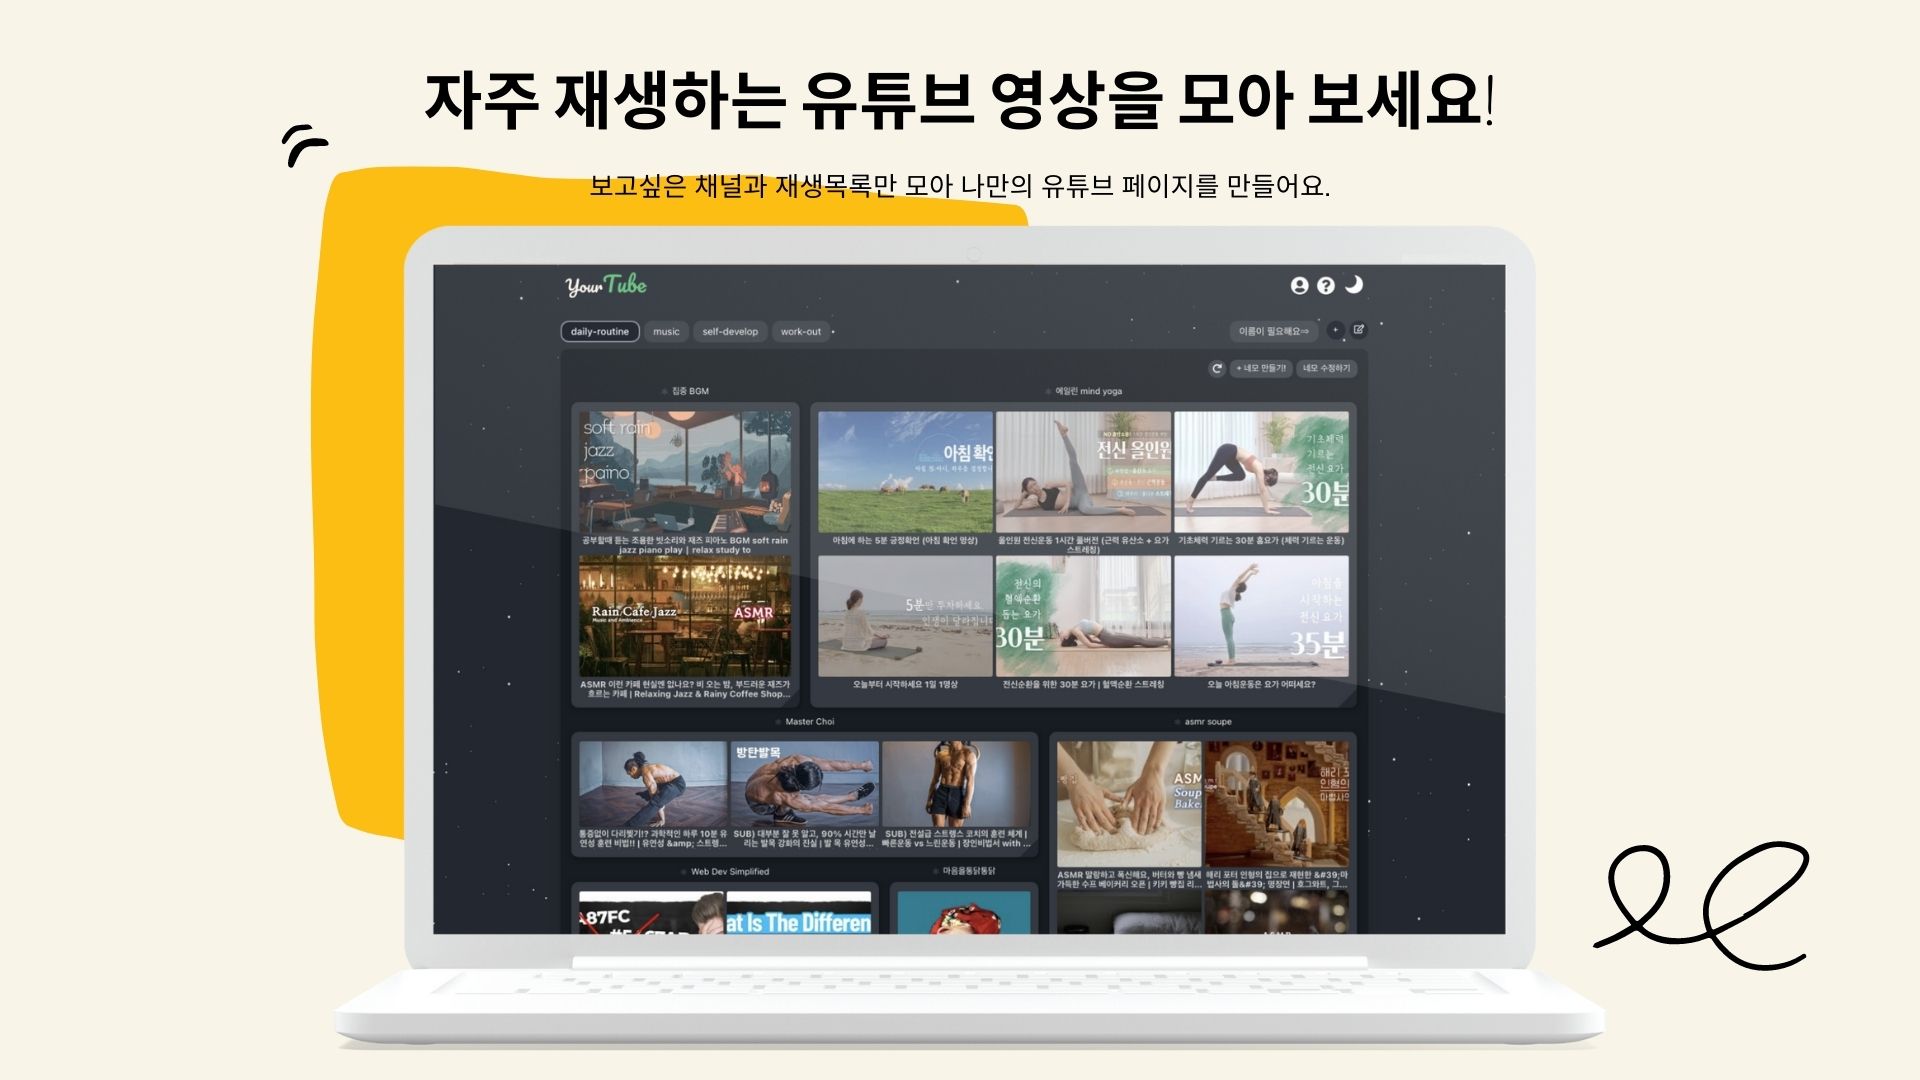 자주 재생하는 유튜브 영상을 모아 보세요!
보고싶은 채널과 재생목록만 모아 나만의 유튜브 페이지를 만들어요.
YourTube
daily-routine music self-develop work-out
이름이 필요해요⇨ +
+ 네모 만들기! 네모 수정하기
집중 BGM
에일린 mind yoga
soft rain
jazz
paino
아침 확언
전신 올인원
기초체력
기르는
전신 요가
30분
공부할때 듣는 조용한 빗소리와 재즈 피아노 BGM soft rain
jazz piano play | relax study to
아침에 하는 5분 긍정확언 (아침 확언 명상)
올인원 전신운동 1시간 풀버전 (근력 유산소 + 요가
스트레칭)
기초체력 기르는 30분 홈요가 (체력 기르는 운동)
Rain Cafe Jazz
Music and Ambience
ASMR
5분만 투자하세요
인생이 달라집니다
전신의
혈액순환
돕는 요가
30분
아침을
시작하는
전신 요가
35분
ASMR 이런 카페 현실엔 없나요? 비 오는 밤, 부드러운 재즈가
흐르는 카페 | Relaxing Jazz & Rainy Coffee Shop...
오늘부터 시작하세요 1일 1명상
전신순환을 위한 30분 요가 | 혈액순환 스트레칭
오늘 아침운동은 요가 어떠세요?
Master Choi
asmr soupe
방탄발목
ASM
Soup
Bake
해리 포
인형의
마법사의
통증없이 다리찢기!? 과학적인 하루 10분 유
연성 훈련 비법!! | 유연성 &amp; 스트렝...
SUB) 대부분 잘 못 알고, 90% 시간만 날
리는 발목 강화의 진실 | 발 목 유연성...
SUB) 전설급 스트렝스 코치의 훈련 체계 |
빠른운동 vs 느린운동 | 장인비법서 with ...
ASMR 말랑하고 폭신해요, 버터와 빵 냄새
가득한 수프 베이커리 오픈 | 키키 빵집 리...
해리 포터 인형의 집으로 재현한 &#39;마
법사의 돌&#39; 명장면 | 호그와트, 그...
Web Dev Simplified
마음을통닭통닭
A87FC
at Is The Differen